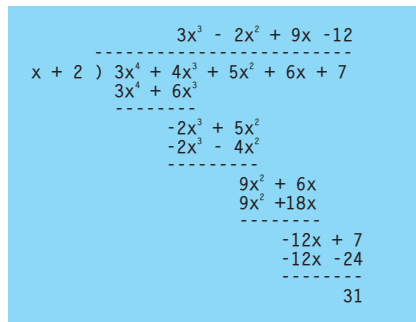 3x³ - 2x² + 9x -12
x + 2 ) 3x⁴ + 4x³ + 5x² + 6x + 7
3x⁴ + 6x³
-2x³ + 5x²
-2x³ - 4x²
9x² + 6x
9x² +18x
-12x + 7
-12x -24
31